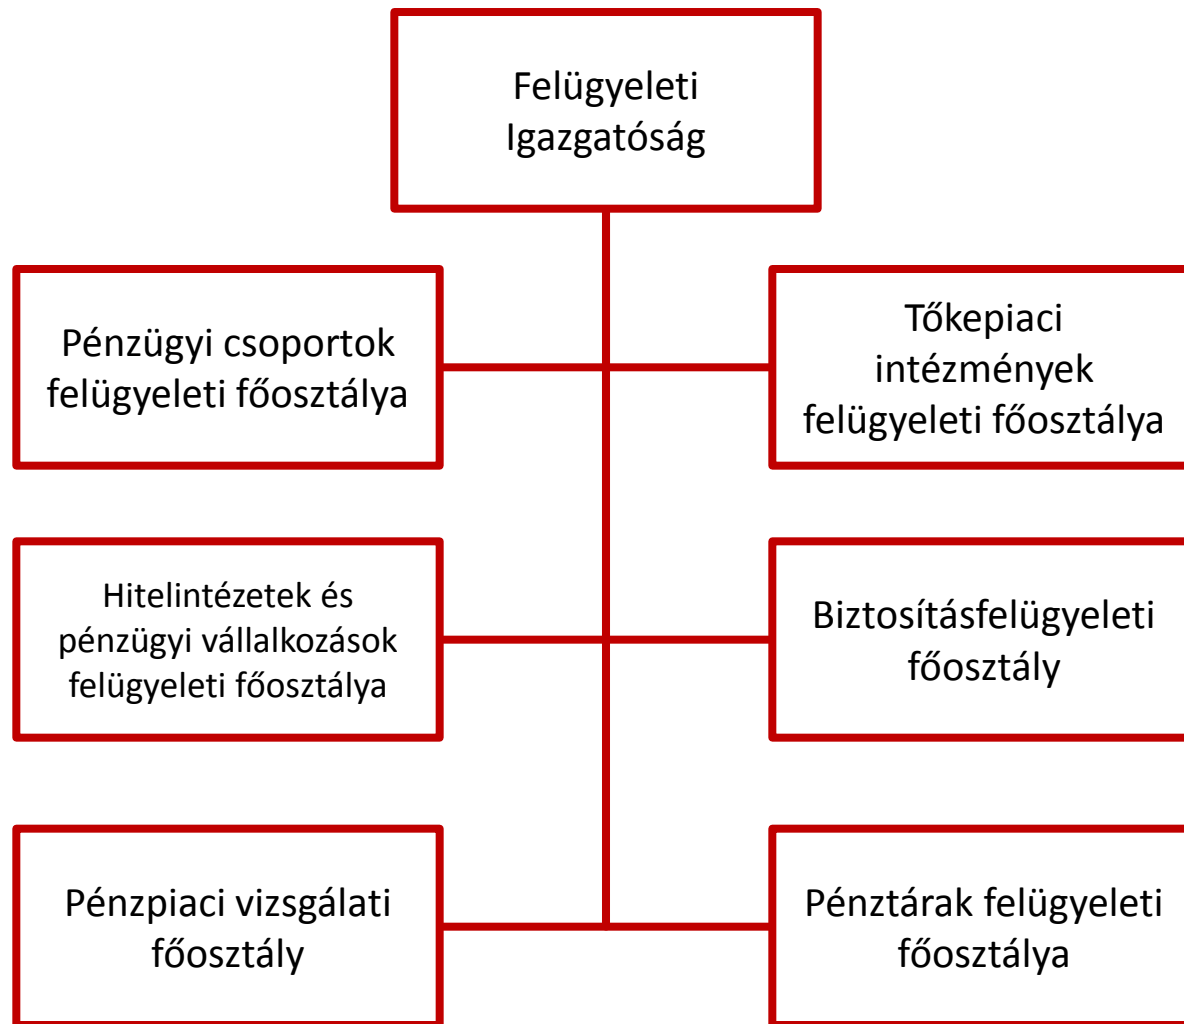 Felügyeleti
Igazgatóság
Pénzügyi csoportok
felügyeleti főosztálya
Tőkepiaci
intézmények
felügyeleti főosztálya
Hitelintézetek és
pénzügyi vállalkozások
felügyeleti főosztálya
Biztosításfelügyeleti
főosztály
Pénzpiaci vizsgálati
főosztály
Pénztárak felügyeleti
főosztálya